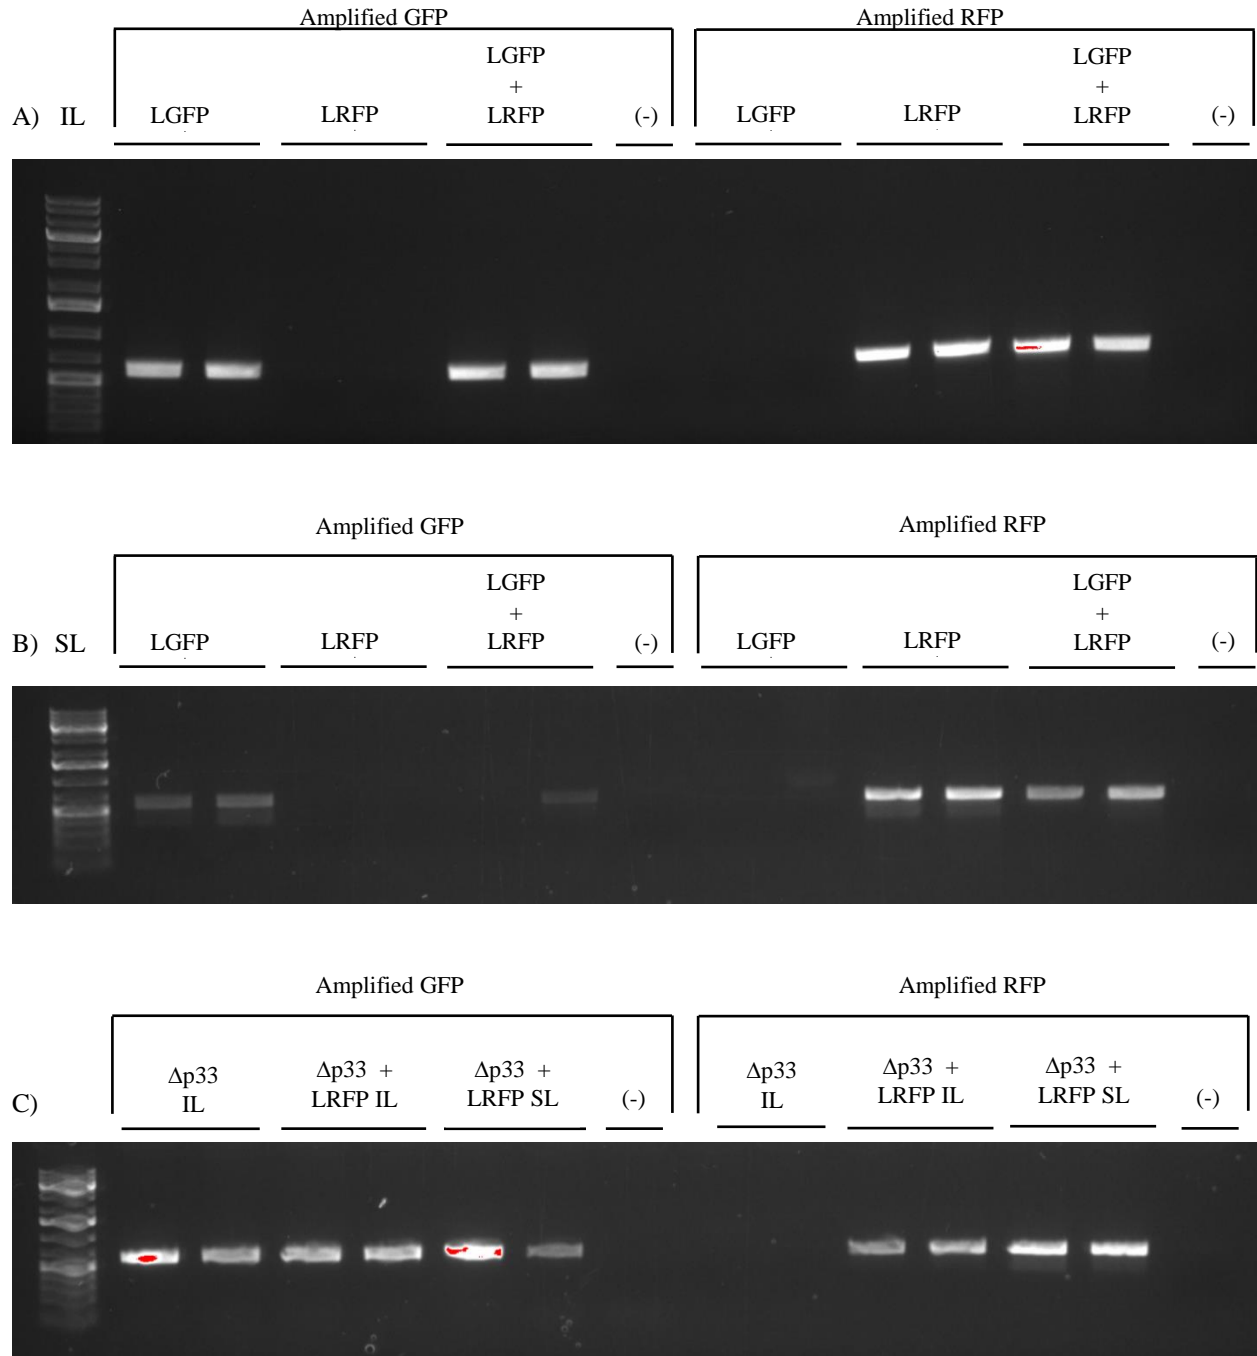 Amplified GFP Amplified RFP
LGFP LGFP
+ +
A) IL LGFP LRFP LRFP (-) LGFP LRFP LRFP (-)
Amplified GFP Amplified RFP
LGFP LGFP
+ +
B) SL LGFP LRFP LRFP (-) LGFP LRFP LRFP (-)
Amplified GFP Amplified RFP
Δp33 Δp33 + Δp33 + Δp33 Δp33 + Δp33 +
C) IL LRFP IL LRFP SL (-) IL LRFP IL LRFP SL (-)